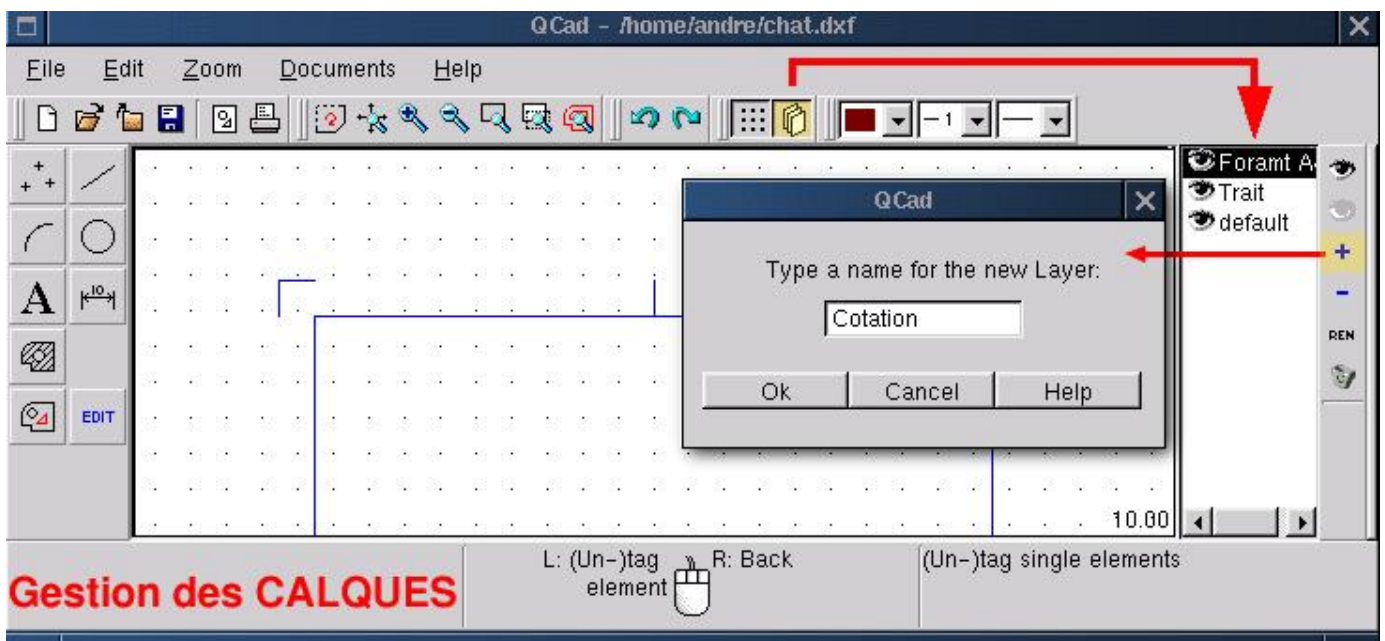 QCad - /home/andre/chat.dxf
File Edit Zoom Documents Help
1
10
A
EDIT
Foramt A
Trait
default
REN
QCad
Type a name for the new Layer:
Cotation
Ok Cancel Help
10.00
Gestion des CALQUES
L: (Un-)tag element
R: Back
(Un-)tag single elements